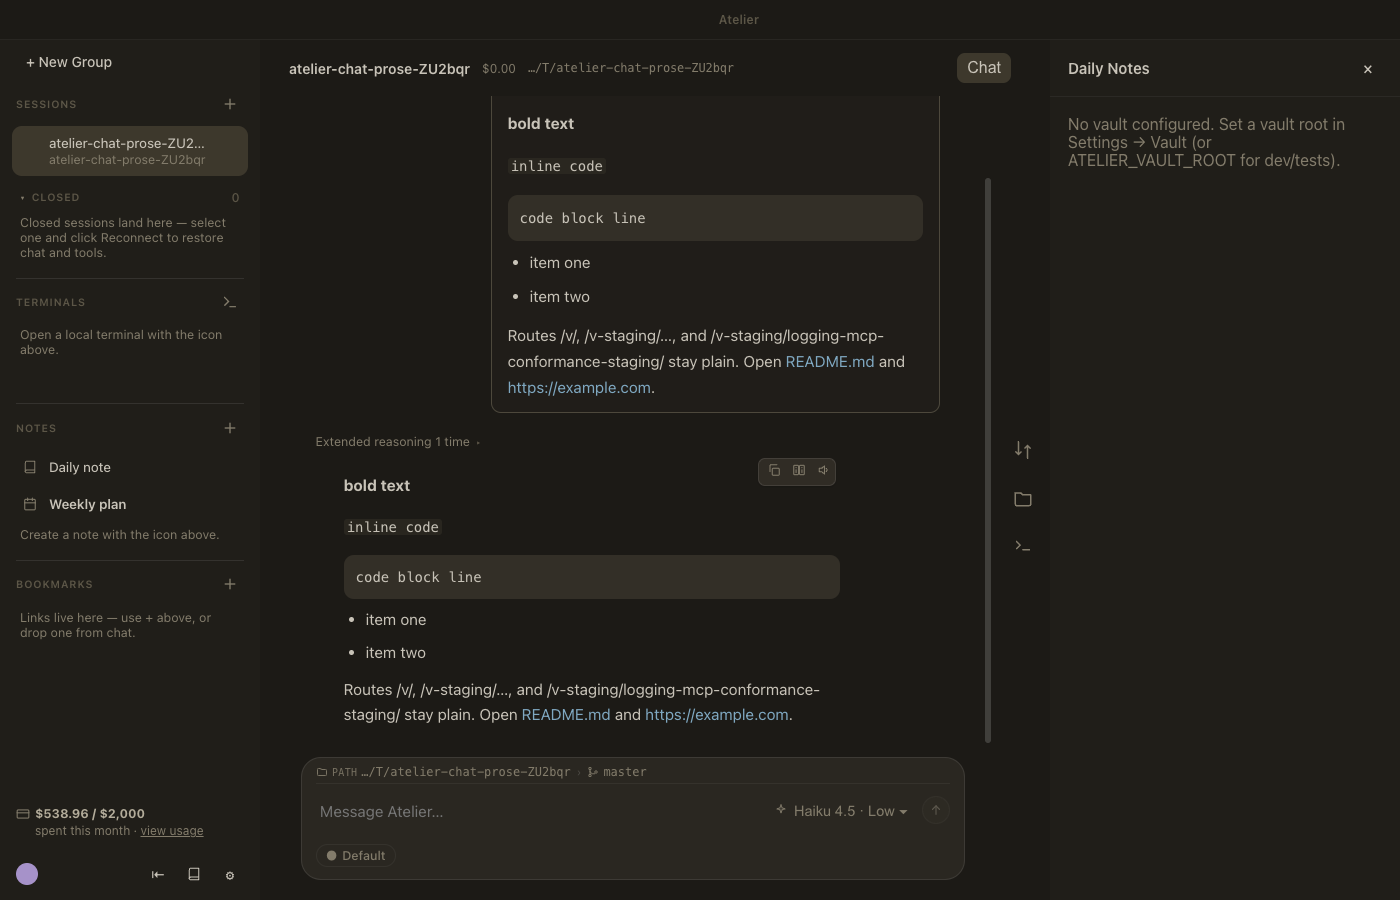 Atelier
+ New Group
SESSIONS
atelier-chat-prose-ZU2...
atelier-chat-prose-ZU2bqr
CLOSED 0
Closed sessions land here — select
one and click Reconnect to restore
chat and tools.
TERMINALS
Open a local terminal with the icon
above.
NOTES
Daily note
Weekly plan
Create a note with the icon above.
BOOKMARKS
Links live here — use + above, or
drop one from chat.
$538.96 / $2,000
spent this month · view usage
atelier-chat-prose-ZU2bqr $0.00 …/T/atelier-chat-prose-ZU2bqr
Chat
bold text
inline code
code block line
• item one
• item two
Routes /v/, /v-staging/..., and /v-staging/logging-mcp-
conformance-staging/ stay plain. Open README.md and
https://example.com.
Extended reasoning 1 time
bold text
inline code
code block line
• item one
• item two
Routes /v/, /v-staging/..., and /v-staging/logging-mcp-conformance-
staging/ stay plain. Open README.md and https://example.com.
PATH …/T/atelier-chat-prose-ZU2bqr › master
Message Atelier...
Haiku 4.5 · Low
Default
Daily Notes
No vault configured. Set a vault root in
Settings → Vault (or
ATELIER_VAULT_ROOT for dev/tests).